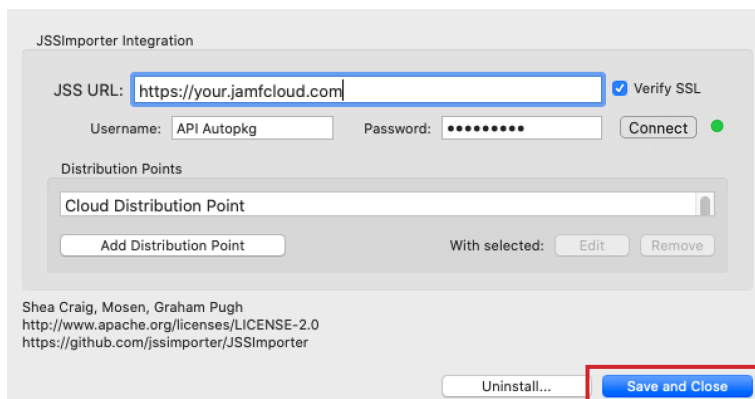 JSSImporter Integration
JSS URL: https://your.jamfcloud.com Verify SSL
Username: API Autopkg Password: ••••••••• Connect
Distribution Points
Cloud Distribution Point
Add Distribution Point With selected: Edit Remove
Shea Craig, Mosen, Graham Pugh
http://www.apache.org/licenses/LICENSE-2.0
https://github.com/jssimporter/JSSImporter
Uninstall... Save and Close